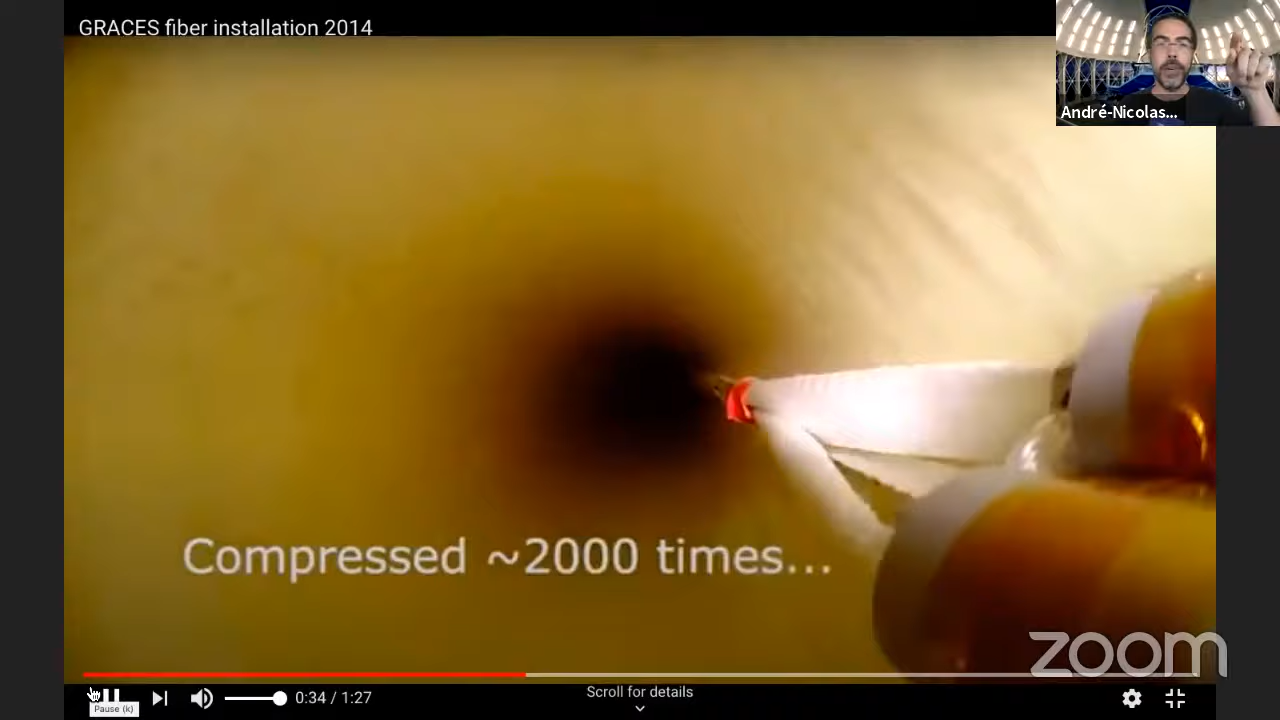 GRACES fiber installation 2014
André-Nicolas...
Compressed ~2000 times...
zoom
0:34 / 1:27
Scroll for details
Pause (k)